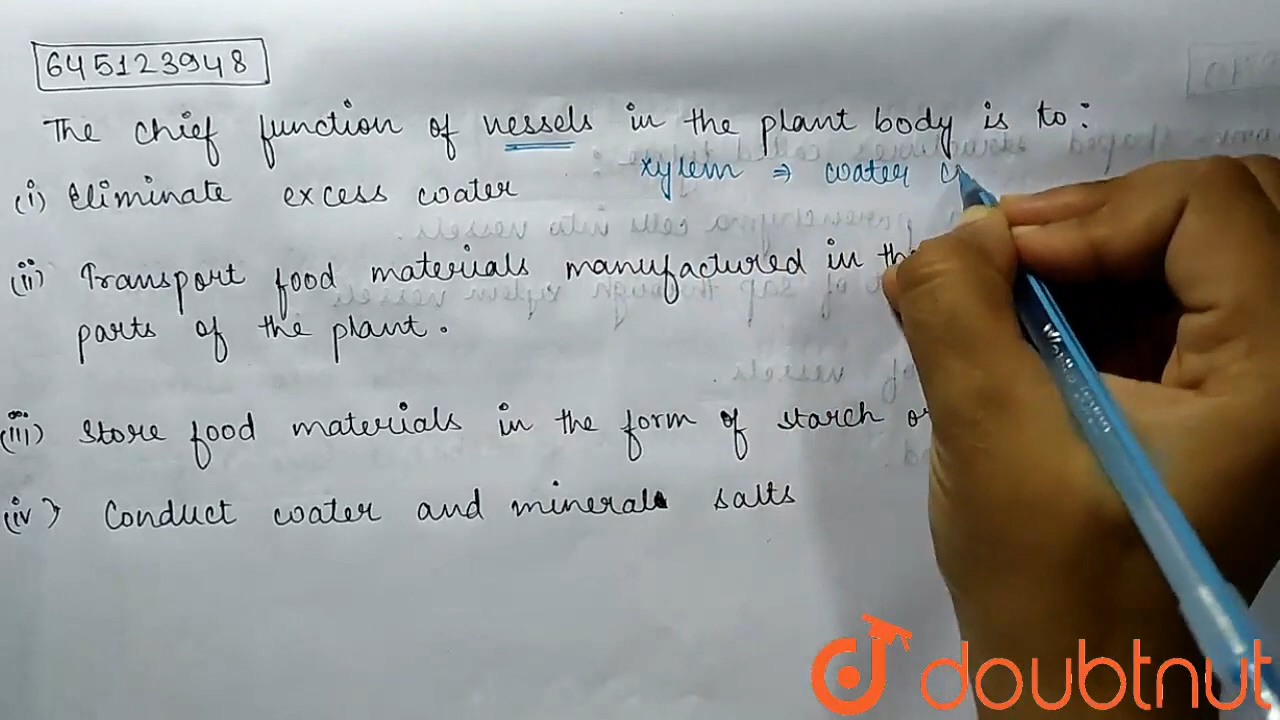 645123948
The chief function of vessels in the plant body is to:
xylem ⇒ water c
(i) Eliminate excess water
(ii) Transport food materials manufactured in the
parts of the plant.
(iii) Store food materials in the form of starch or
(iv) Conduct water and mineral salts
doubtnut